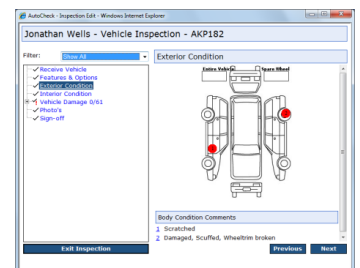 AutoCheck - Inspection Edit - Windows Internet Explorer
Jonathan Wells - Vehicle Inspection - AKP182
Filter: Show All
Receive Vehicle
Features & Options
Exterior Condition
Interior Condition
Vehicle Damage 0/61
Photo's
Sign-off
Exit Inspection
Exterior Condition
Entire Vehicle Spare Wheel
Body Condition Comments
1 Scratched
2 Damaged, Scuffed, Wheeltrim broken
Previous Next